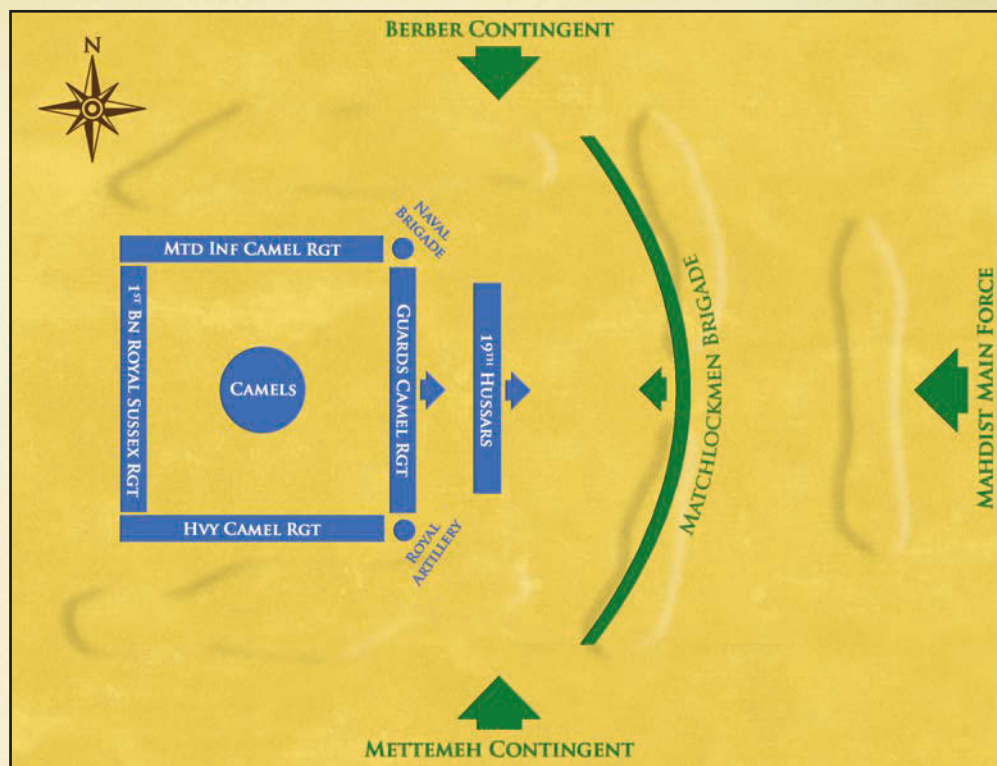 BERBER CONTINGENT
N
NAVAL
BRIGADE
MTD INF CAMEL RGT
1ST BN ROYAL SUSSEX RGT
CAMELS
GUARDS CAMEL RGT
19TH HUSSARS
MATCHLOCKMEN BRIGADE
MAHDIST MAIN FORCE
HVY CAMEL RGT
ROYAL
ARTILLERY
METTEMEH CONTINGENT